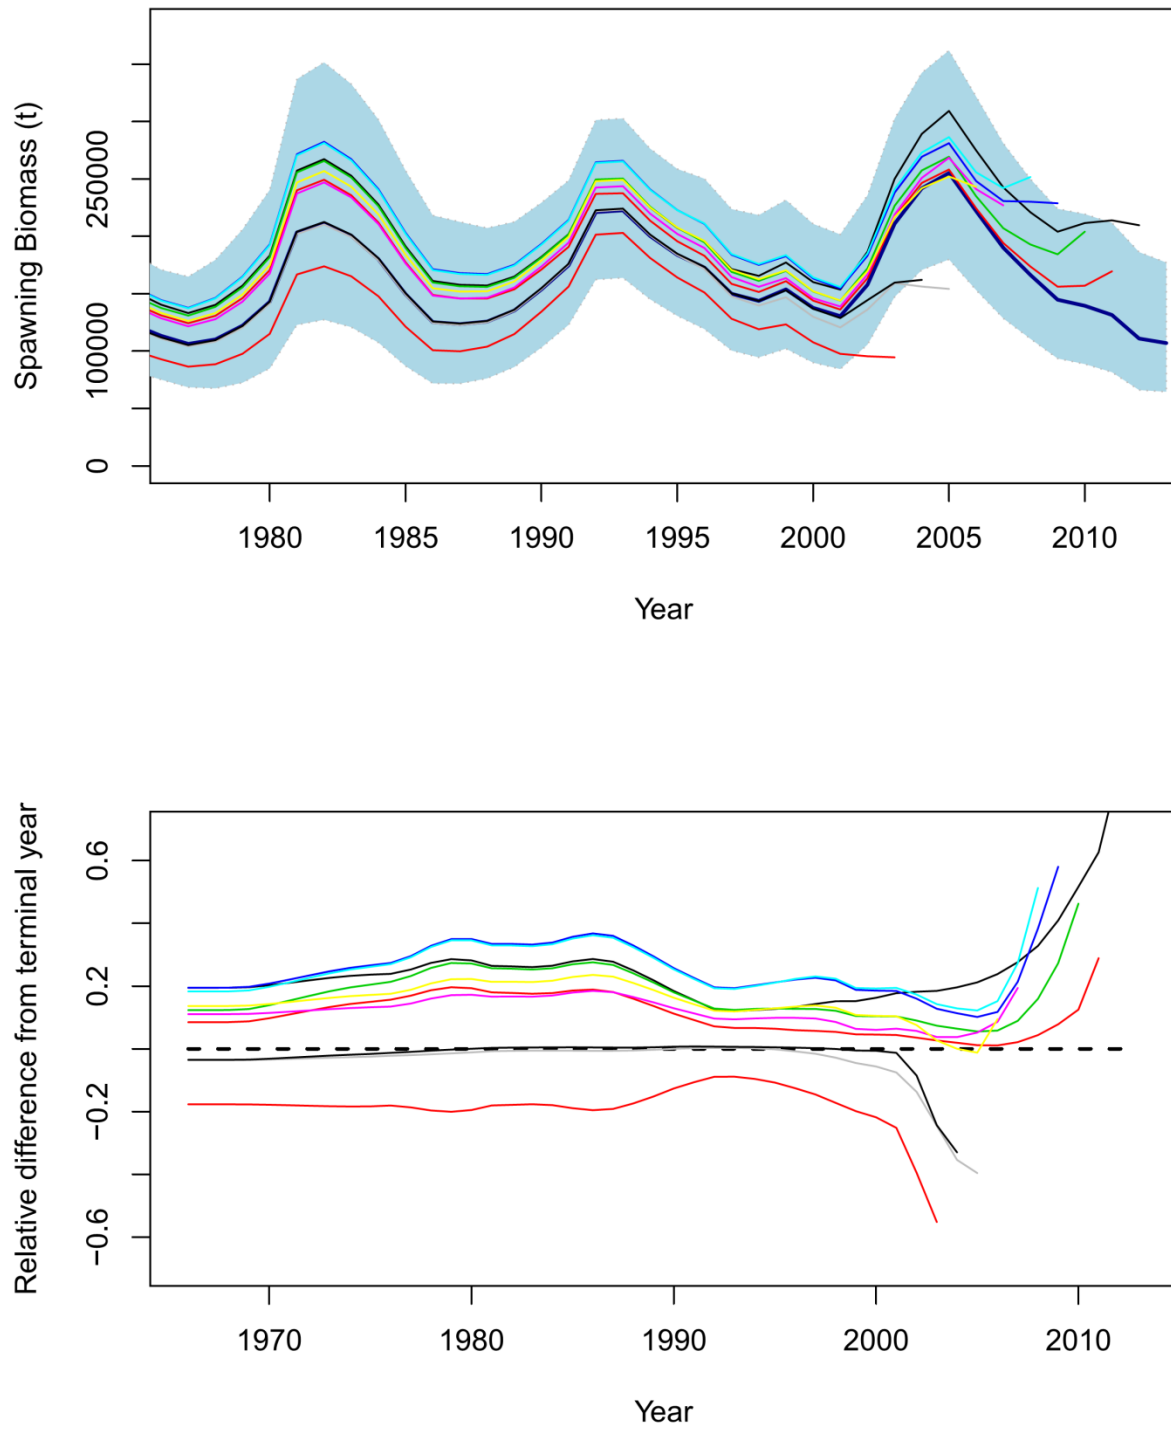 Spawning Biomass (t)
250000
100000
0
1980 1985 1990 1995 2000 2005 2010
Year
Relative difference from terminal year
0.6
0.2
−0.2
−0.6
1970 1980 1990 2000 2010
Year